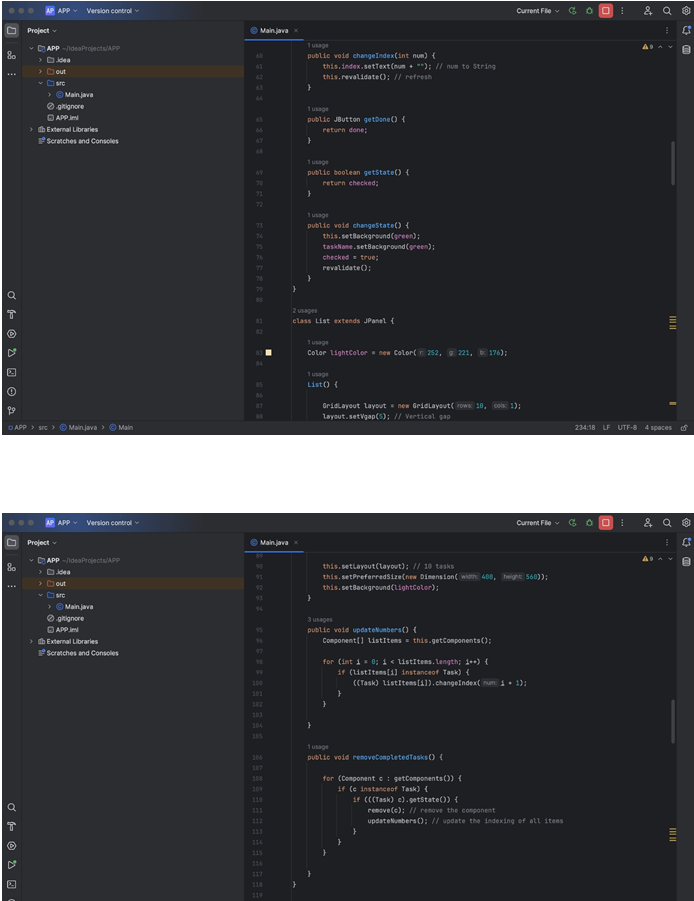 AP APP Version control Current File
Project
Main.java
APP ~/IdeaProjects/APP
.idea
out
src
Main.java
.gitignore
APP.iml
External Libraries
Scratches and Consoles
9
1 usage
60 public void changeIndex(int num) {
61 this.index.setText(num + ""); // num to String
62 this.revalidate(); // refresh
63 }
64
1 usage
65 public JButton getDone() {
66 return done;
67 }
68
1 usage
69 public boolean getState() {
70 return checked;
71 }
72
1 usage
73 public void changeState() {
74 this.setBackground(green);
75 taskName.setBackground(green);
76 checked = true;
77 revalidate();
78 }
79 }
80
2 usages
81 class List extends JPanel {
82
1 usage
83 Color lightColor = new Color( r: 252, g: 221, b: 176);
84
1 usage
85 List() {
86
87 GridLayout layout = new GridLayout( rows: 10, cols: 1);
88 layout.setVgap(5); // Vertical gap
APP > src > Main.java > Main 234:18 LF UTF-8 4 spaces
AP APP Version control Current File
Project
Main.java
APP ~/IdeaProjects/APP
.idea
out
src
Main.java
.gitignore
APP.iml
External Libraries
Scratches and Consoles
9
89
90 this.setLayout(layout); // 10 tasks
91 this.setPreferredSize(new Dimension( width: 400, height: 560));
92 this.setBackground(lightColor);
93 }
94
3 usages
95 public void updateNumbers() {
96 Component[] listItems = this.getComponents();
97
98 for (int i = 0; i < listItems.length; i++) {
99 if (listItems[i] instanceof Task) {
100 ((Task) listItems[i]).changeIndex( num: i + 1);
101 }
102 }
103
104 }
105
1 usage
106 public void removeCompletedTasks() {
107
108 for (Component c : getComponents()) {
109 if (c instanceof Task) {
110 if (((Task) c).getState()) {
111 remove(c); // remove the component
112 updateNumbers(); // update the indexing of all items
113 }
114 }
115 }
116
117 }
118 }
119